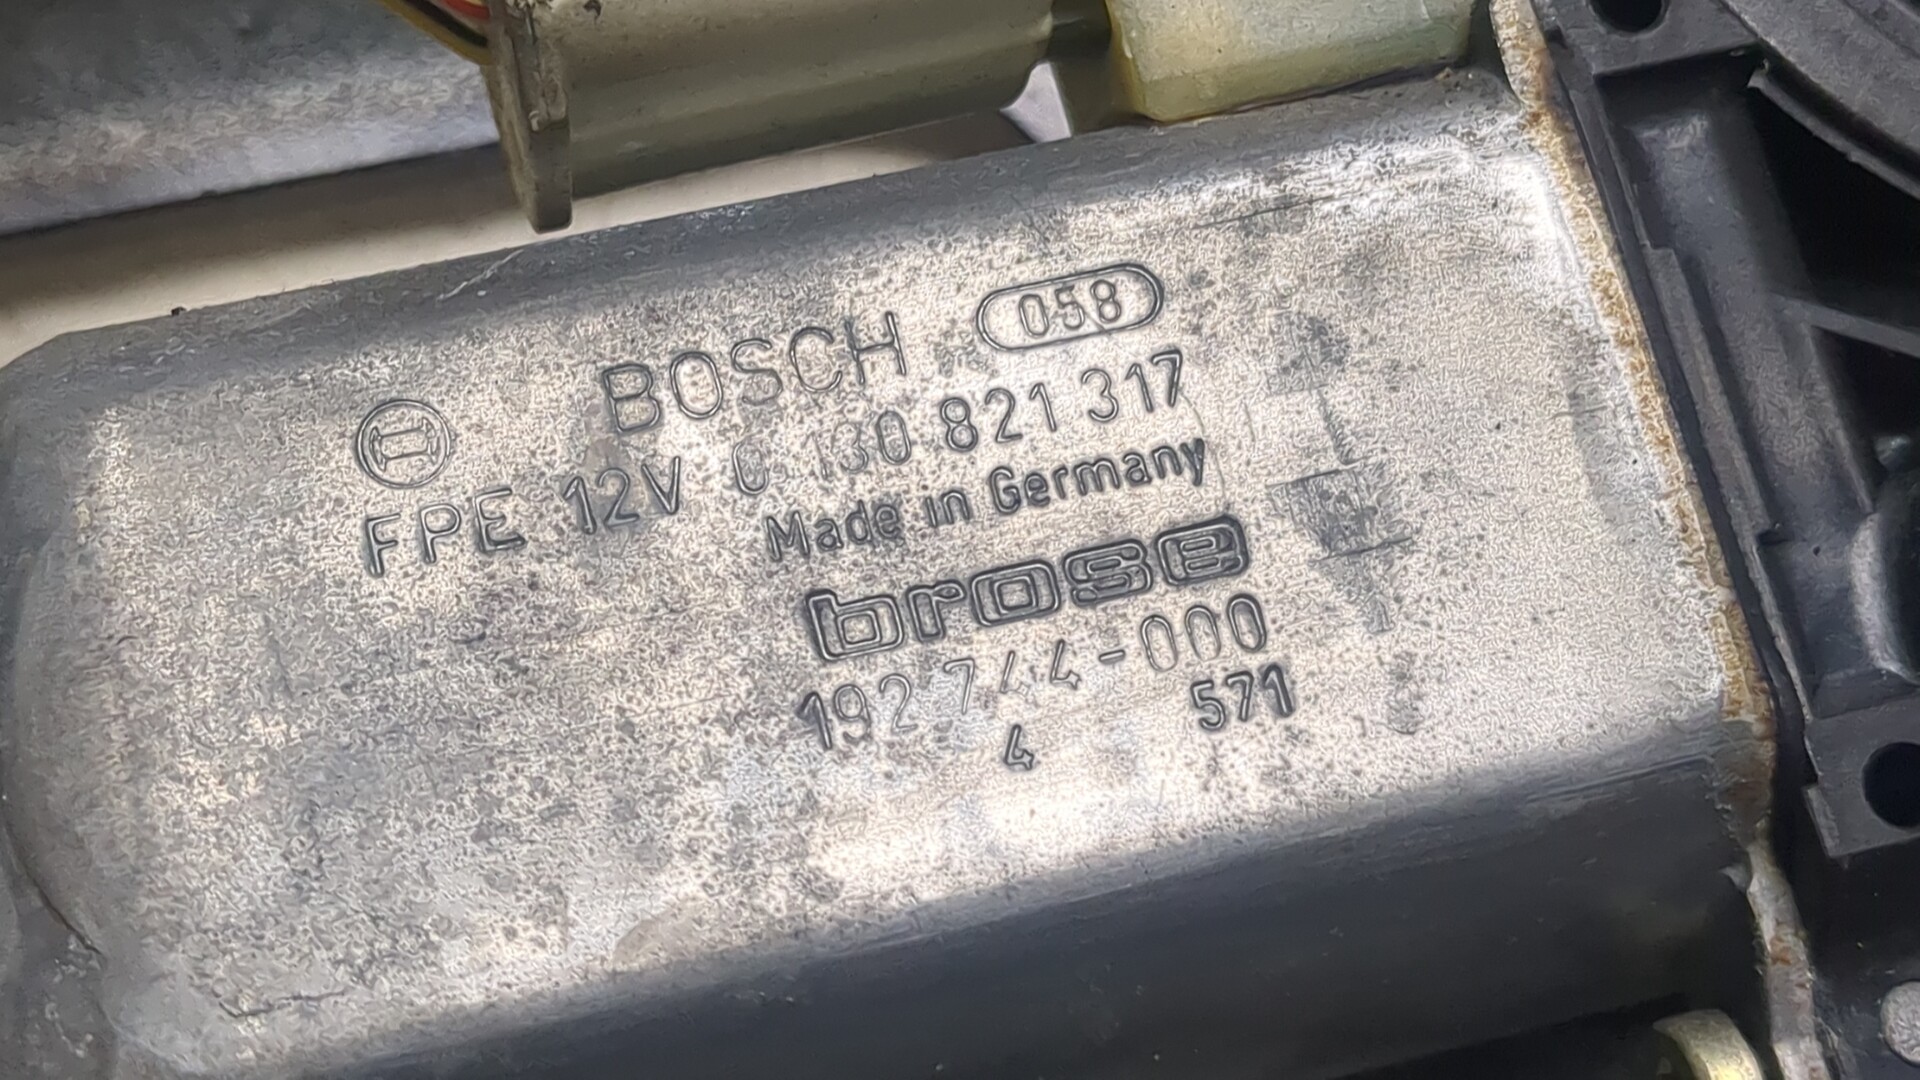 BOSCH 058
FPE 12V 0 130 821 317
Made in Germany
brose
192 744-000
4 571